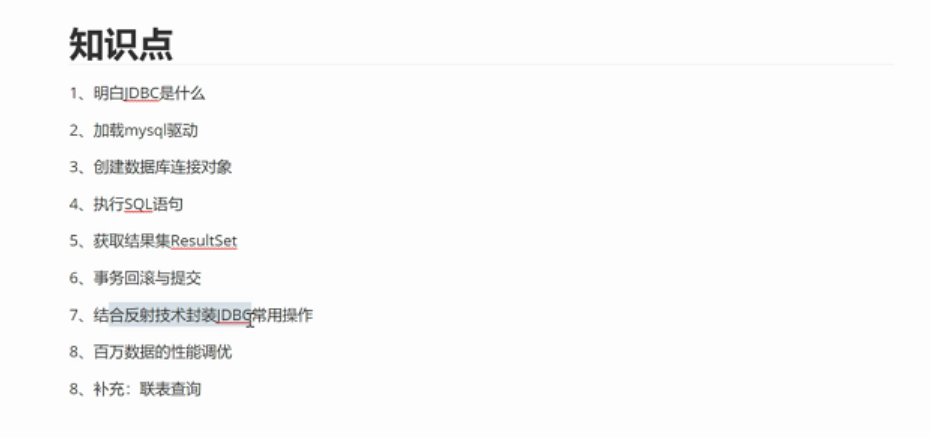 知识点
1、明白JDBC是什么
2、加载mysql驱动
3、创建数据库连接对象
4、执行SQL语句
5、获取结果集ResultSet
6、事务回滚与提交
7、结合反射技术封装JDBC常用操作
8、百万数据的性能调优
8、补充：联表查询